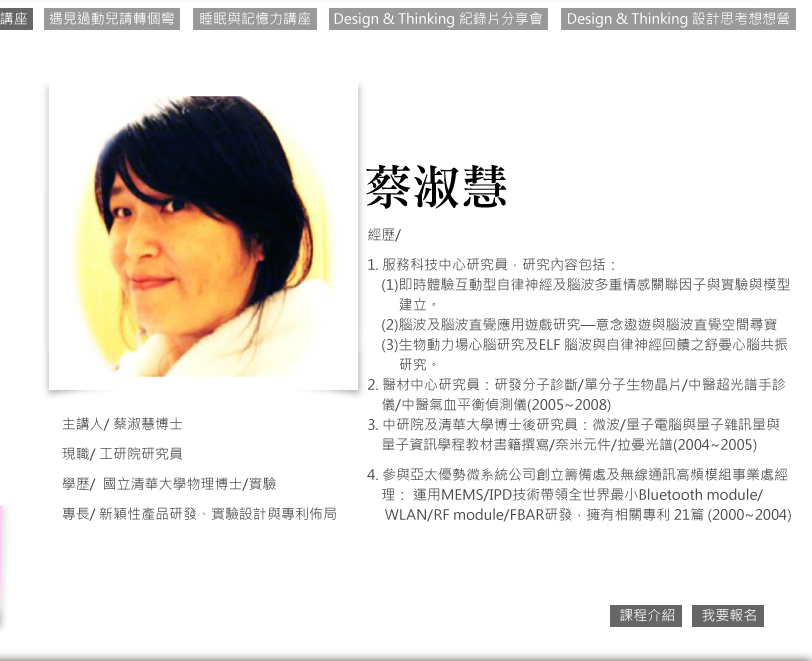 講座 遇見過動兒請轉個彎 睡眠與記憶力講座 Design & Thinking 紀錄片分享會 Design & Thinking 設計思考想想營
蔡淑慧
經歷/
1. 服務科技中心研究員，研究內容包括：
(1)即時體驗互動型自律神經及腦波多重情感關聯因子與實驗與模型
建立。
(2)腦波及腦波直覺應用遊戲研究—意念遨遊與腦波直覺空間尋寶
(3)生物動力場心腦研究及ELF 腦波與自律神經回饋之舒曼心腦共振
研究。
2. 醫材中心研究員：研發分子診斷/單分子生物晶片/中醫超光譜手診
儀/中醫氣血平衡偵測儀(2005~2008)
3. 中研院及清華大學博士後研究員：微波/量子電腦與量子雜訊量與
量子資訊學程教材書籍撰寫/奈米元件/拉曼光譜(2004~2005)
4. 參與亞太優勢微系統公司創立籌備處及無線通訊高頻模組事業處經
理： 運用MEMS/IPD技術帶領全世界最小Bluetooth module/
WLAN/RF module/FBAR研發，擁有相關專利 21篇 (2000~2004)
主講人/ 蔡淑慧博士
現職/ 工研院研究員
學歷/ 國立清華大學物理博士/實驗
專長/ 新穎性產品研發、實驗設計與專利佈局
課程介紹 我要報名